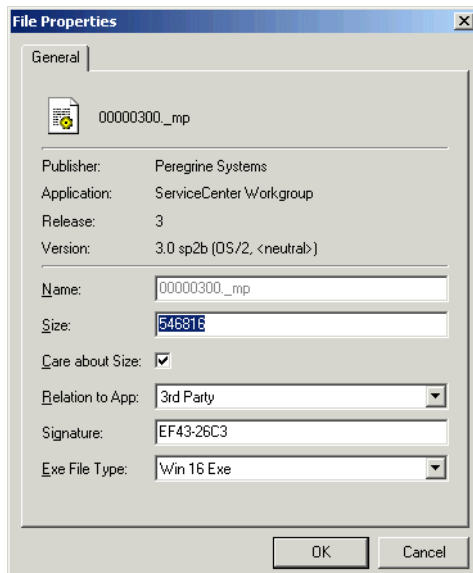 File Properties
General
00000300._mp
Publisher: Peregrine Systems
Application: ServiceCenter Workgroup
Release: 3
Version: 3.0 sp2b (OS/2, <neutral>)
Name: 00000300._mp
Size: 546816
Care about Size:
Relation to App: 3rd Party
Signature: EF43-26C3
Exe File Type: Win 16 Exe
OK Cancel